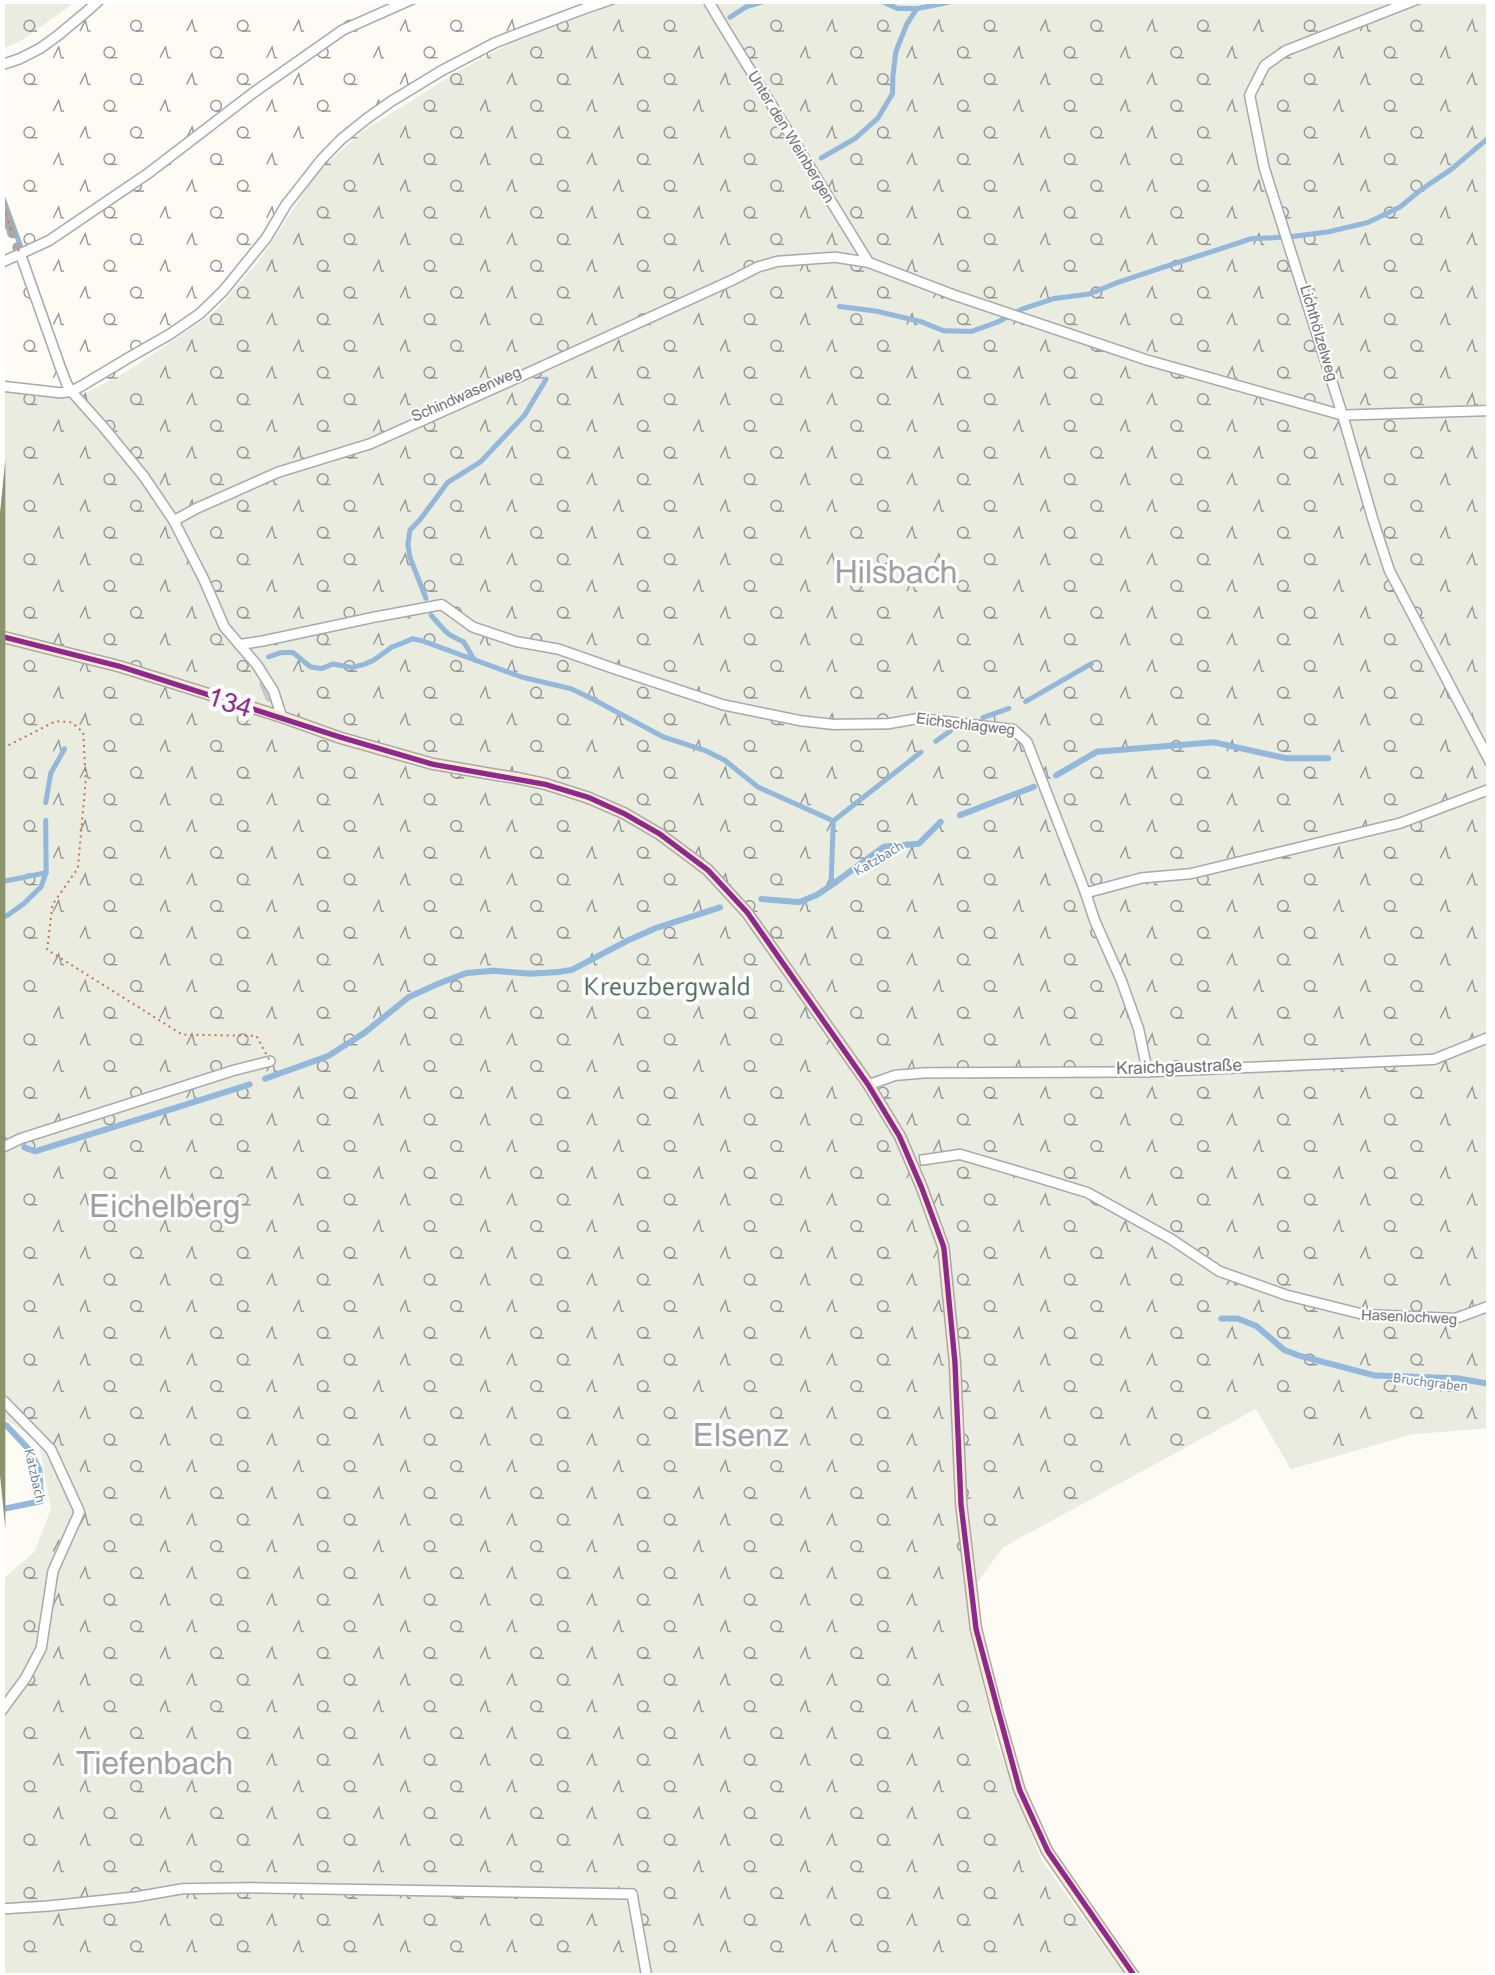 Unter den Weinbergen
Lichthölzelweg
Schindwasenweg
Hilsbach
134
Eichschlagweg
Katzbach
Kreuzbergwald
Kraichgaustraße
Eichelberg
Hasenlochweg
Bruchgraben
Elsenz
Katzbach
Tiefenbach